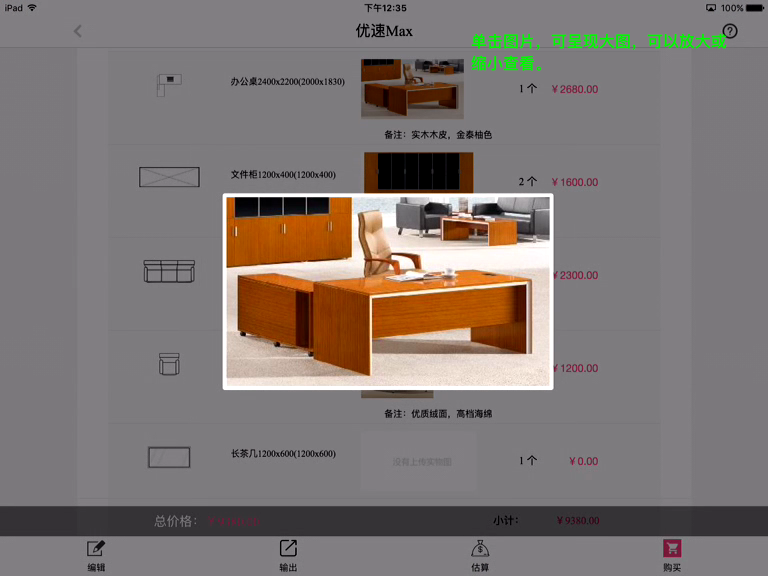 iPad
下午12:35
100%
优速Max
单击图片，可呈现大图，可以放大或
缩小查看。
办公桌2400x2200(2000x1830)
1 个
￥2680.00
备注：实木木皮，金泰柚色
文件柜1200x400(1200x400)
2 个
￥1600.00
￥2300.00
￥1200.00
备注：优质绒面，高档海绵
长茶几1200x600(1200x600)
没有上传实物图
1 个
￥0.00
总价格：
小计：
￥9380.00
编辑
输出
估算
购买